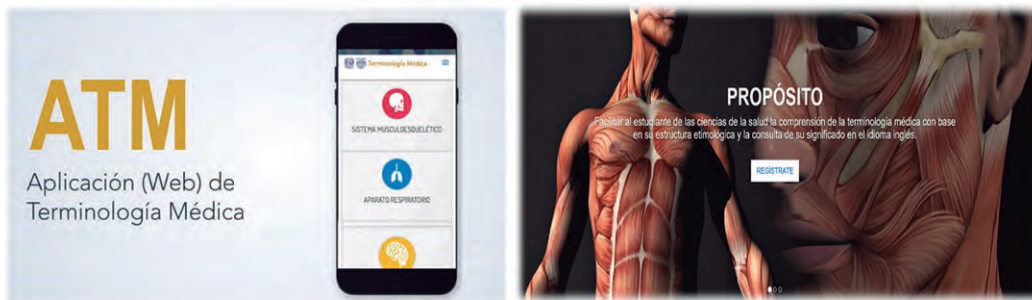 ATM
Aplicación (Web) de
Terminología Médica
Terminología Médica
SISTEMA MUSCULOESQUELÉTICO
APARATO RESPIRATORIO
PROPÓSITO
Facilitar al estudiante de las ciencias de la salud la comprensión de la terminología médica con base
en su estructura etimológica y la consulta de su significado en el idioma inglés.
REGÍSTRATE